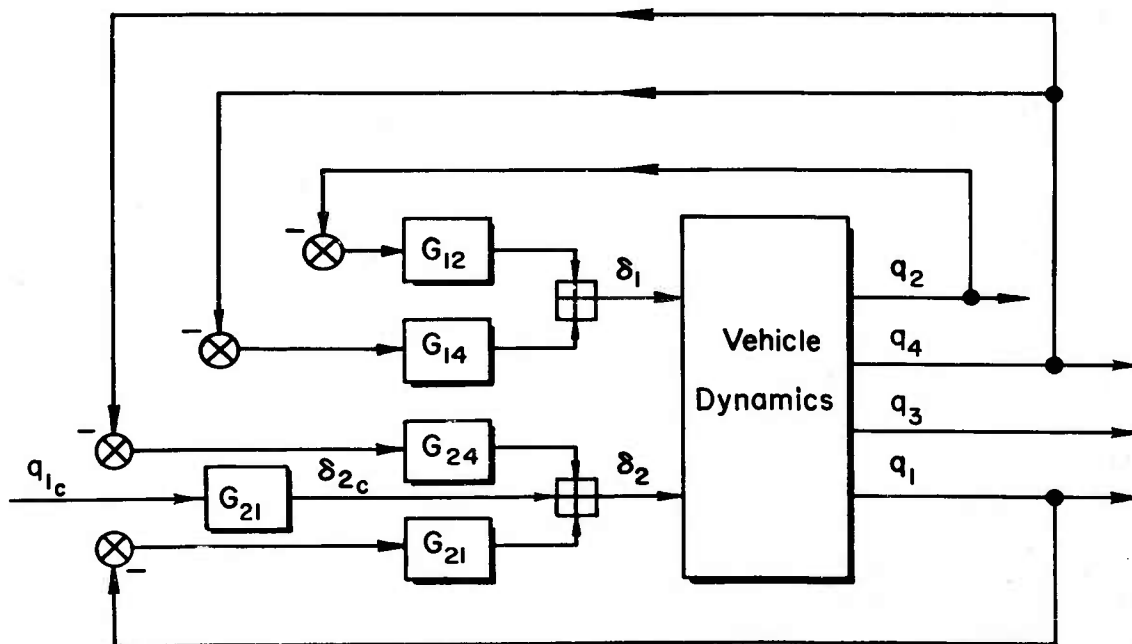 −
G₁₂
δ₁
q₂
−
G₁₄
Vehicle
Dynamics
q₄
−
G₂₄
δ₂
q₃
q₁c
G₂₁
δ₂c
q₁
−
G₂₁